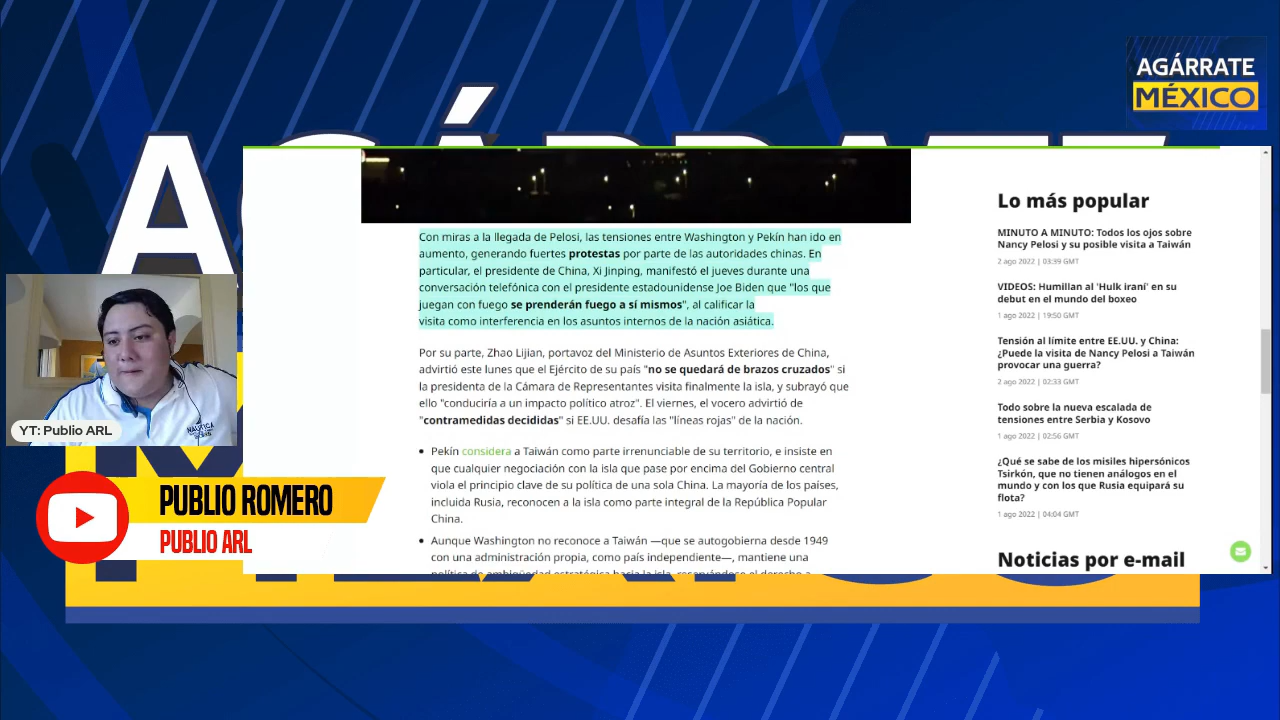 AGÁRRATE
MÉXICO
Con miras a la llegada de Pelosi, las tensiones entre Washington y Pekín han ido en
aumento, generando fuertes protestas por parte de las autoridades chinas. En
particular, el presidente de China, Xi Jinping, manifestó el jueves durante una
conversación telefónica con el presidente estadounidense Joe Biden que "los que
juegan con fuego se prenderán fuego a sí mismos", al calificar la
visita como interferencia en los asuntos internos de la nación asiática.
Por su parte, Zhao Lijian, portavoz del Ministerio de Asuntos Exteriores de China,
advirtió este lunes que el Ejército de su país "no se quedará de brazos cruzados" si
la presidenta de la Cámara de Representantes visita finalmente la isla, y subrayó que
ello "conduciría a un impacto político atroz". El viernes, el vocero advirtió de
"contramedidas decididas" si EE.UU. desafía las "líneas rojas" de la nación.
Pekín considera a Taiwán como parte irrenunciable de su territorio, e insiste en
que cualquier negociación con la isla que pase por encima del Gobierno central
viola el principio clave de su política de una sola China. La mayoría de los países,
incluida Rusia, reconocen a la isla como parte integral de la República Popular
China.
Aunque Washington no reconoce a Taiwán —que se autogobierna desde 1949
con una administración propia, como país independiente—, mantiene una
política de ambigüedad estratégica hacia la isla, reservándose el derecho a
Lo más popular
MINUTO A MINUTO: Todos los ojos sobre
Nancy Pelosi y su posible visita a Taiwán
2 ago 2022 | 03:39 GMT
VIDEOS: Humillan al 'Hulk iraní' en su
debut en el mundo del boxeo
1 ago 2022 | 19:50 GMT
Tensión al límite entre EE.UU. y China:
¿Puede la visita de Nancy Pelosi a Taiwán
provocar una guerra?
2 ago 2022 | 02:33 GMT
Todo sobre la nueva escalada de
tensiones entre Serbia y Kosovo
1 ago 2022 | 02:56 GMT
¿Qué se sabe de los misiles hipersónicos
Tsirkón, que no tienen análogos en el
mundo y con los que Rusia equipará su
flota?
1 ago 2022 | 04:04 GMT
Noticias por e-mail
NAUTICA
YT: Publio ARL
PUBLIO ROMERO
PUBLIO ARL